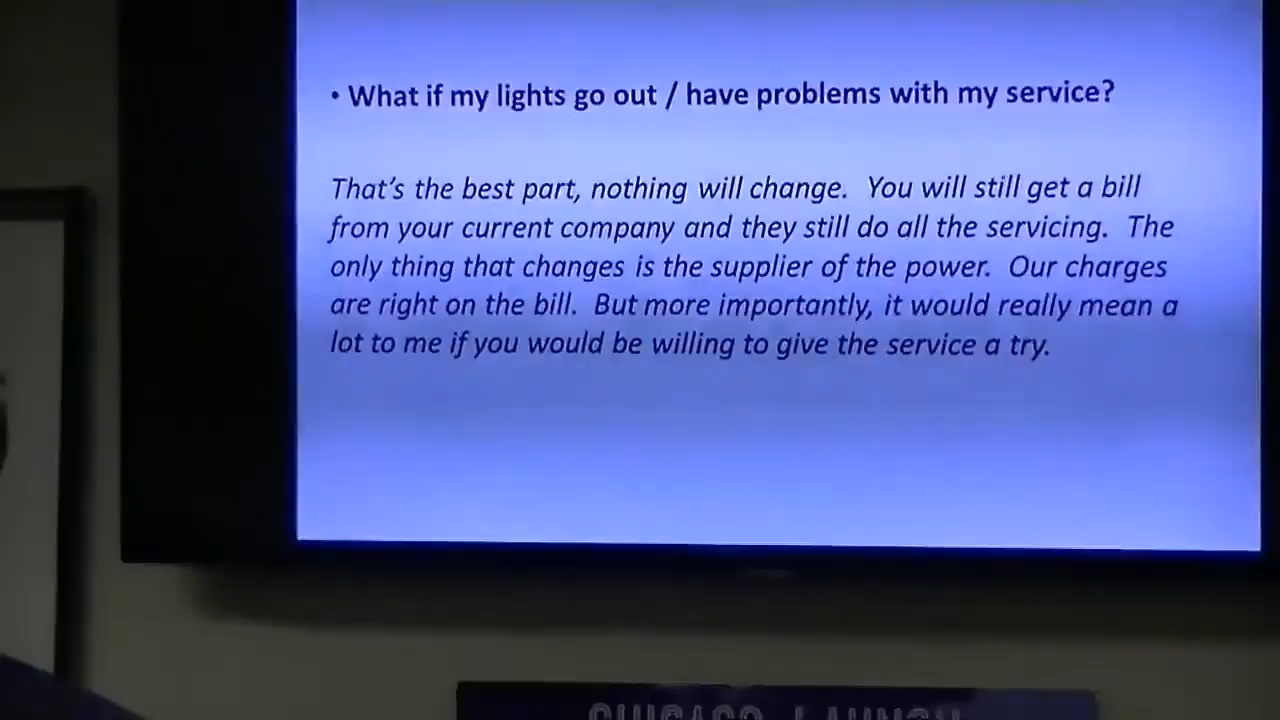 • What if my lights go out / have problems with my service?
That's the best part, nothing will change. You will still get a bill
from your current company and they still do all the servicing. The
only thing that changes is the supplier of the power. Our charges
are right on the bill. But more importantly, it would really mean a
lot to me if you would be willing to give the service a try.
CHICAGO LAUNCH